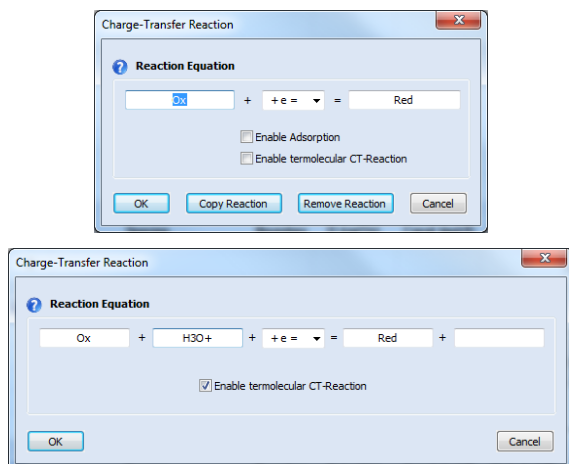 Charge-Transfer Reaction
x
? Reaction Equation
Ox + + e = = Red
Enable Adsorption
Enable termolecular CT-Reaction
OK Copy Reaction Remove Reaction Cancel
Charge-Transfer Reaction
x
? Reaction Equation
Ox + H3O+ + + e = = Red +
Enable termolecular CT-Reaction
OK Cancel